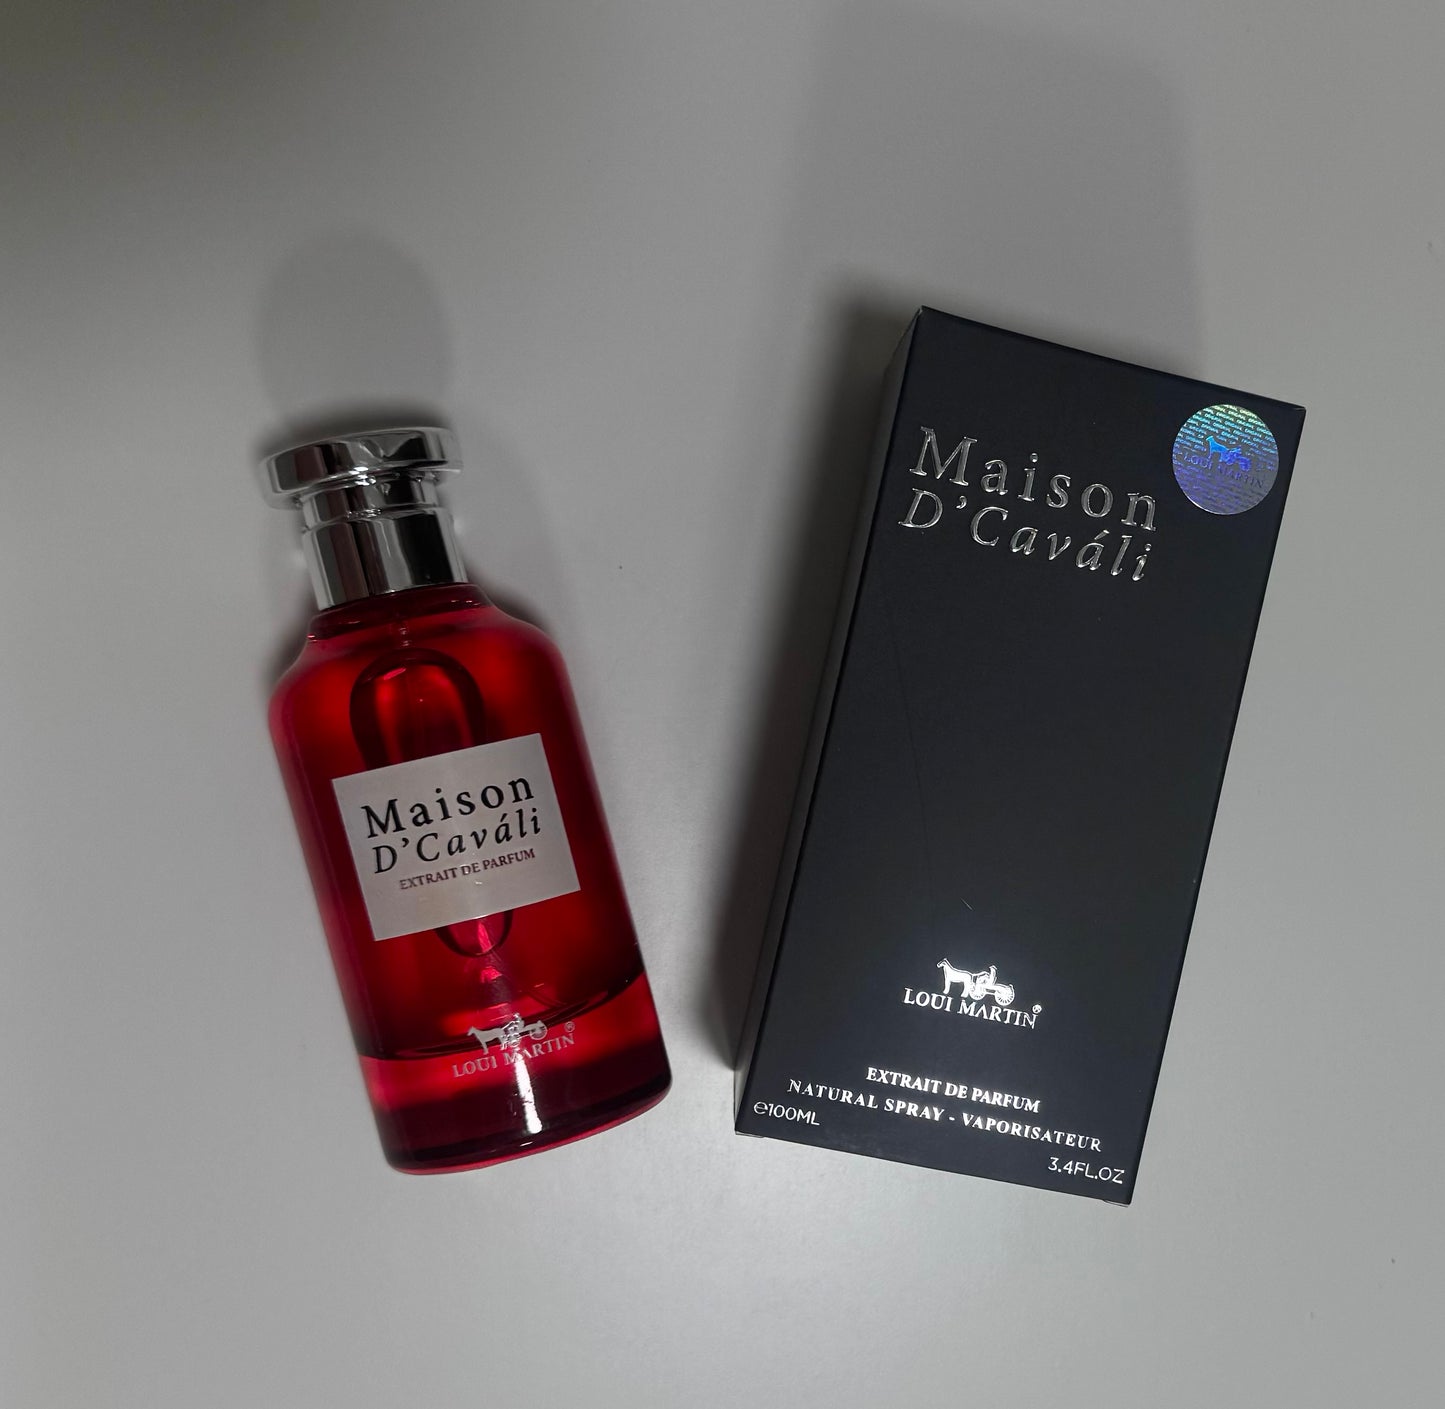 Maison
D'Caváli
EXTRAIT DE PARFUM
LOUI MARTIN®
Maison
D'Caváli
LOUI MARTIN
LOUI MARTIN®
EXTRAIT DE PARFUM
NATURAL SPRAY - VAPORISATEUR
℮100ML
3.4FL.OZ